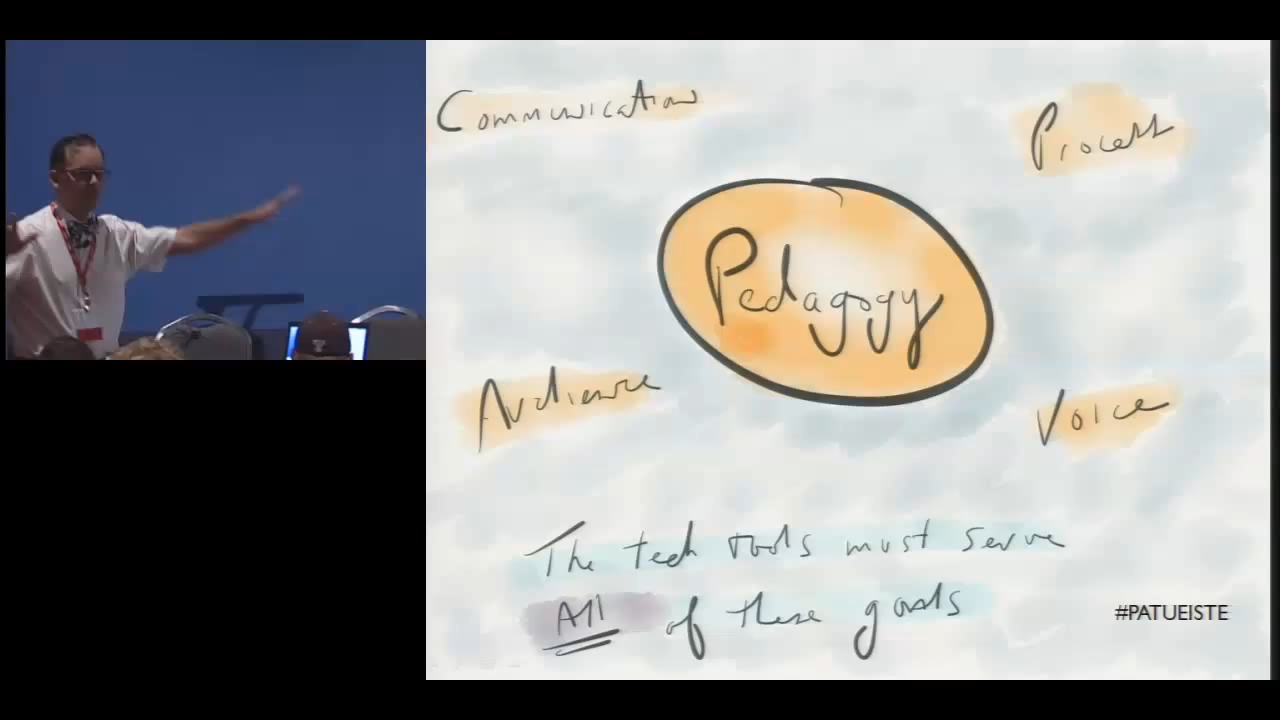 Communication
Process
Pedagogy
Audience
Voice
The tech tools must serve
All of these goals
#PATUEISTE